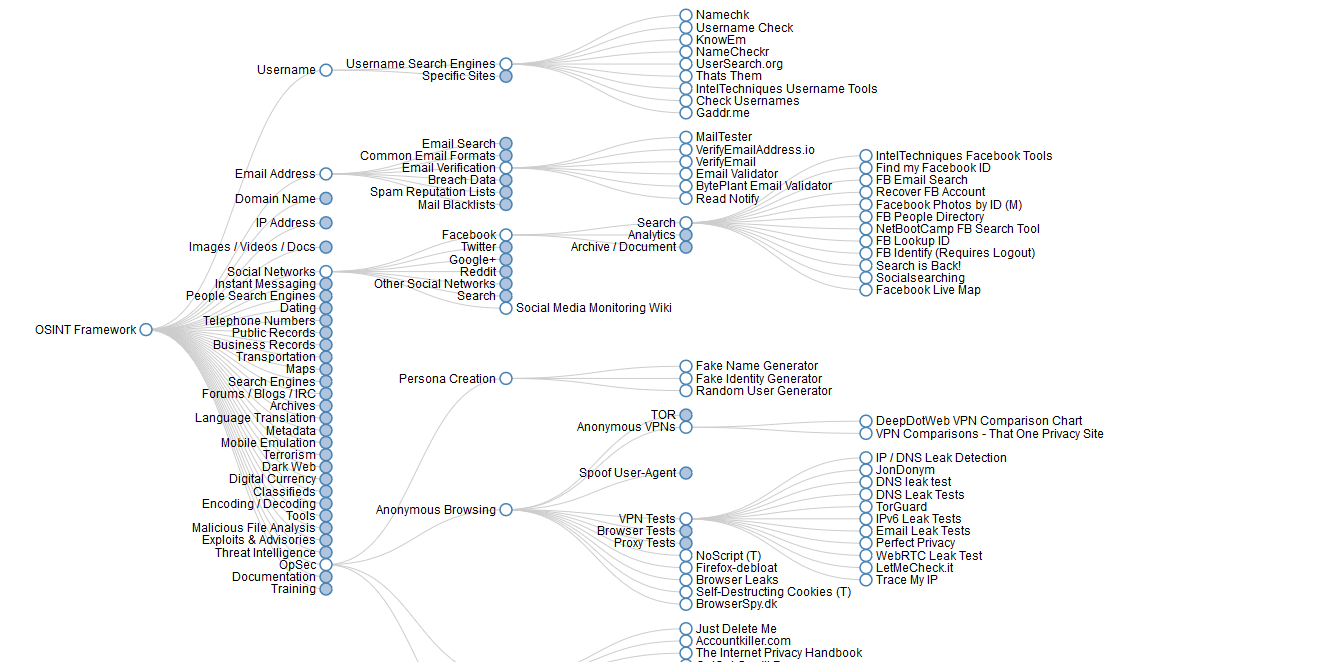 OSINT Framework
Username
Username Search Engines
Namechk
Username Check
KnowEm
NameCheckr
UserSearch.org
Thats Them
IntelTechniques Username Tools
Check Usernames
Gaddr.me
Specific Sites
Email Address
Email Search
Common Email Formats
Email Verification
MailTester
VerifyEmailAddress.io
VerifyEmail
Email Validator
BytePlant Email Validator
Read Notify
Breach Data
Spam Reputation Lists
Mail Blacklists
Domain Name
IP Address
Images / Videos / Docs
Social Networks
Facebook
Search
IntelTechniques Facebook Tools
Find my Facebook ID
FB Email Search
Recover FB Account
Facebook Photos by ID (M)
FB People Directory
NetBootCamp FB Search Tool
FB Lookup ID
FB Identify (Requires Logout)
Search is Back!
Socialsearching
Facebook Live Map
Analytics
Archive / Document
Twitter
Google+
Reddit
Other Social Networks
Search
Social Media Monitoring Wiki
Instant Messaging
People Search Engines
Dating
Telephone Numbers
Public Records
Business Records
Transportation
Maps
Search Engines
Forums / Blogs / IRC
Archives
Language Translation
Metadata
Mobile Emulation
Terrorism
Dark Web
Digital Currency
Classifieds
Encoding / Decoding
Tools
Malicious File Analysis
Exploits & Advisories
Threat Intelligence
OpSec
Persona Creation
Fake Name Generator
Fake Identity Generator
Random User Generator
Anonymous Browsing
TOR
Anonymous VPNs
DeepDotWeb VPN Comparison Chart
VPN Comparisons - That One Privacy Site
Spoof User-Agent
VPN Tests
IP / DNS Leak Detection
JonDonym
DNS leak test
DNS Leak Tests
TorGuard
IPv6 Leak Tests
Email Leak Tests
Perfect Privacy
WebRTC Leak Test
LetMeCheck.it
Trace My IP
Browser Tests
Proxy Tests
NoScript (T)
Firefox-debloat
Browser Leaks
Self-Destructing Cookies (T)
BrowserSpy.dk
Just Delete Me
Accountkiller.com
The Internet Privacy Handbook
Documentation
Training